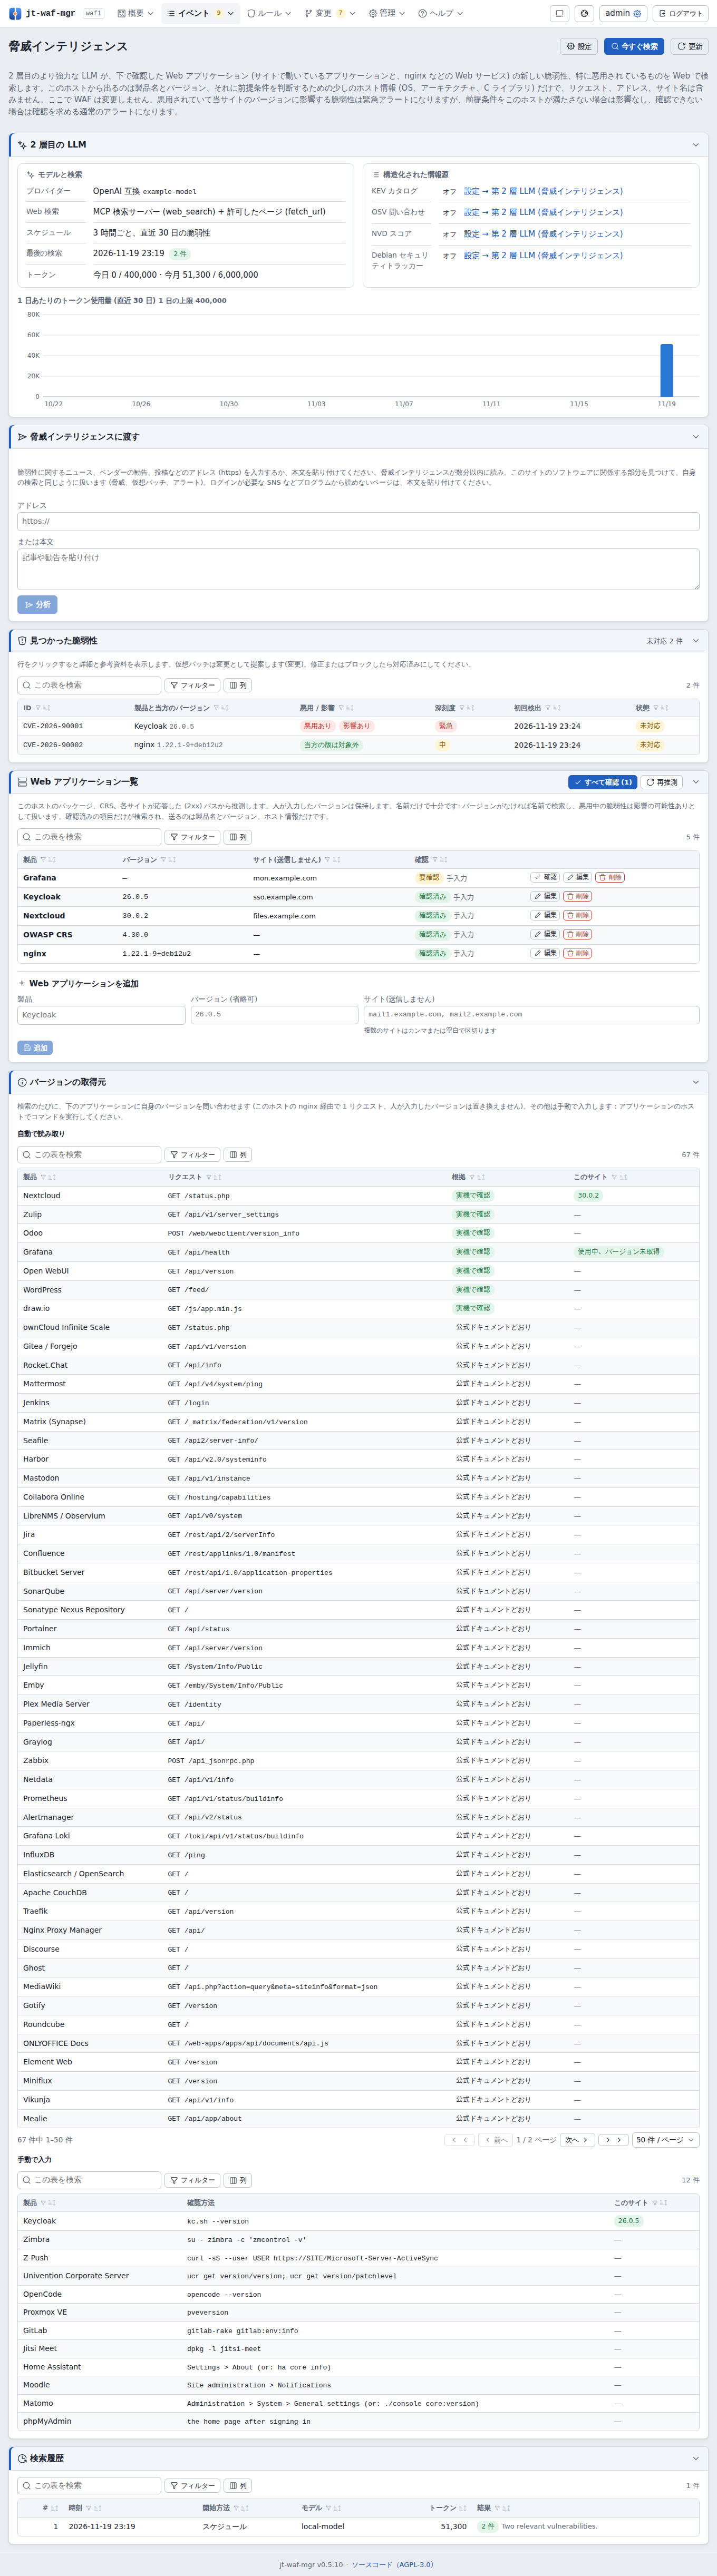 jt-waf-mgr waf1 概要 イベント 9 ルール 変更 7 管理 ヘルプ admin ログアウト
脅威インテリジェンス 設定 今すぐ検索 更新
2 層目のより強力な LLM が、下で確認した Web アプリケーション (サイトで動いているアプリケーションと、nginx などの Web サービス) の新しい脆弱性、特に悪用されているものを Web で検
索します。このホストから出るのは製品名とバージョン、それに前提条件を判断するための少しのホスト情報 (OS、アーキテクチャ、C ライブラリ) だけで、リクエスト、アドレス、サイト名は含
みません。ここで WAF は変更しません。悪用されていて当サイトのバージョンに影響する脆弱性は緊急アラートになりますが、前提条件をこのホストが満たさない場合は影響なし、確認できない
場合は確認を求める通常のアラートになります。
2 層目の LLM
モデルと検索
プロバイダー OpenAI 互換 example-model
Web 検索 MCP 検索サーバー (web_search) + 許可したページ (fetch_url)
スケジュール 3 時間ごと、直近 30 日の脆弱性
最後の検索 2026-11-19 23:19 2 件
トークン 今日 0 / 400,000 · 今月 51,300 / 6,000,000
構造化された情報源
KEV カタログ オフ 設定 → 第 2 層 LLM (脅威インテリジェンス)
OSV 問い合わせ オフ 設定 → 第 2 層 LLM (脅威インテリジェンス)
NVD スコア オフ 設定 → 第 2 層 LLM (脅威インテリジェンス)
Debian セキュリ オフ 設定 → 第 2 層 LLM (脅威インテリジェンス)
ティトラッカー
1 日あたりのトークン使用量 (直近 30 日) 1 日の上限 400,000
80K
60K
40K
20K
0
10/22 10/26 10/30 11/03 11/07 11/11 11/15 11/19
脅威インテリジェンスに渡す
脆弱性に関するニュース、ベンダーの勧告、投稿などのアドレス (https) を入力するか、本文を貼り付けてください。脅威インテリジェンスが数分以内に読み、このサイトのソフトウェアに関係する部分を見つけて、自身
の検索と同じように扱います (脅威、仮想パッチ、アラート)。ログインが必要な SNS などプログラムから読めないページは、本文を貼り付けてください。
アドレス
https://
または本文
記事や勧告を貼り付け
分析
見つかった脆弱性 未対応 2 件
行をクリックすると詳細と参考資料を表示します。仮想パッチは変更として提案します(変更)。修正またはブロックしたら対応済みにしてください。
この表を検索 フィルター 列 2 件
ID 製品と当方のバージョン 悪用 / 影響 深刻度 初回検出 状態
CVE-2026-90001 Keycloak 26.0.5 悪用あり 影響あり 緊急 2026-11-19 23:24 未対応
CVE-2026-90002 nginx 1.22.1-9+deb12u2 当方の版は対象外 中 2026-11-19 23:24 未対応
Web アプリケーション一覧 すべて確認 (1) 再推測
このホストのパッケージ、CRS、各サイトが応答した (2xx) パスから推測します。人が入力したバージョンは保持します。名前だけで十分です: バージョンがなければ名前で検索し、悪用中の脆弱性は影響の可能性ありと
して扱います。確認済みの項目だけが検索され、送るのは製品名とバージョン、ホスト情報だけです。
この表を検索 フィルター 列 5 件
製品 バージョン サイト(送信しません) 確認
Grafana — mon.example.com 要確認 手入力 確認 編集 削除
Keycloak 26.0.5 sso.example.com 確認済み 手入力 編集 削除
Nextcloud 30.0.2 files.example.com 確認済み 手入力 編集 削除
OWASP CRS 4.30.0 — 確認済み 手入力 編集 削除
nginx 1.22.1-9+deb12u2 — 確認済み 手入力 編集 削除
+ Web アプリケーションを追加
製品 バージョン (省略可) サイト(送信しません)
Keycloak 26.0.5 mail1.example.com, mail2.example.com
複数のサイトはカンマまたは空白で区切ります
追加
バージョンの取得元
検索のたびに、下のアプリケーションに自身のバージョンを問い合わせます (このホストの nginx 経由で 1 リクエスト。人が入力したバージョンは置き換えません)。その他は手動で入力します：アプリケーションのホス
トでコマンドを実行してください。
自動で読み取り
この表を検索 フィルター 列 67 件
製品 リクエスト 根拠 このサイト
Nextcloud GET /status.php 実機で確認 30.0.2
Zulip GET /api/v1/server_settings 実機で確認 —
Odoo POST /web/webclient/version_info 実機で確認 —
Grafana GET /api/health 実機で確認 使用中、バージョン未取得
Open WebUI GET /api/version 実機で確認 —
WordPress GET /feed/ 実機で確認 —
draw.io GET /js/app.min.js 実機で確認 —
ownCloud Infinite Scale GET /status.php 公式ドキュメントどおり —
Gitea / Forgejo GET /api/v1/version 公式ドキュメントどおり —
Rocket.Chat GET /api/info 公式ドキュメントどおり —
Mattermost GET /api/v4/system/ping 公式ドキュメントどおり —
Jenkins GET /login 公式ドキュメントどおり —
Matrix (Synapse) GET /_matrix/federation/v1/version 公式ドキュメントどおり —
Seafile GET /api2/server-info/ 公式ドキュメントどおり —
Harbor GET /api/v2.0/systeminfo 公式ドキュメントどおり —
Mastodon GET /api/v1/instance 公式ドキュメントどおり —
Collabora Online GET /hosting/capabilities 公式ドキュメントどおり —
LibreNMS / Observium GET /api/v0/system 公式ドキュメントどおり —
Jira GET /rest/api/2/serverInfo 公式ドキュメントどおり —
Confluence GET /rest/applinks/1.0/manifest 公式ドキュメントどおり —
Bitbucket Server GET /rest/api/1.0/application-properties 公式ドキュメントどおり —
SonarQube GET /api/server/version 公式ドキュメントどおり —
Sonatype Nexus Repository GET / 公式ドキュメントどおり —
Portainer GET /api/status 公式ドキュメントどおり —
Immich GET /api/server/version 公式ドキュメントどおり —
Jellyfin GET /System/Info/Public 公式ドキュメントどおり —
Emby GET /emby/System/Info/Public 公式ドキュメントどおり —
Plex Media Server GET /identity 公式ドキュメントどおり —
Paperless-ngx GET /api/ 公式ドキュメントどおり —
Graylog GET /api/ 公式ドキュメントどおり —
Zabbix POST /api_jsonrpc.php 公式ドキュメントどおり —
Netdata GET /api/v1/info 公式ドキュメントどおり —
Prometheus GET /api/v1/status/buildinfo 公式ドキュメントどおり —
Alertmanager GET /api/v2/status 公式ドキュメントどおり —
Grafana Loki GET /loki/api/v1/status/buildinfo 公式ドキュメントどおり —
InfluxDB GET /ping 公式ドキュメントどおり —
Elasticsearch / OpenSearch GET / 公式ドキュメントどおり —
Apache CouchDB GET / 公式ドキュメントどおり —
Traefik GET /api/version 公式ドキュメントどおり —
Nginx Proxy Manager GET /api/ 公式ドキュメントどおり —
Discourse GET / 公式ドキュメントどおり —
Ghost GET / 公式ドキュメントどおり —
MediaWiki GET /api.php?action=query&meta=siteinfo&format=json 公式ドキュメントどおり —
Gotify GET /version 公式ドキュメントどおり —
Roundcube GET / 公式ドキュメントどおり —
ONLYOFFICE Docs GET /web-apps/apps/api/documents/api.js 公式ドキュメントどおり —
Element Web GET /version 公式ドキュメントどおり —
Miniflux GET /version 公式ドキュメントどおり —
Vikunja GET /api/v1/info 公式ドキュメントどおり —
Mealie GET /api/app/about 公式ドキュメントどおり —
67 件中 1–50 件 前へ 1 / 2 ページ 次へ 50 件 / ページ
手動で入力
この表を検索 フィルター 列 12 件
製品 確認方法 このサイト
Keycloak kc.sh --version 26.0.5
Zimbra su - zimbra -c 'zmcontrol -v' —
Z-Push curl -sS --user USER https://SITE/Microsoft-Server-ActiveSync —
Univention Corporate Server ucr get version/version; ucr get version/patchlevel —
OpenCode opencode --version —
Proxmox VE pveversion —
GitLab gitlab-rake gitlab:env:info —
Jitsi Meet dpkg -l jitsi-meet —
Home Assistant Settings > About (or: ha core info) —
Moodle Site administration > Notifications —
Matomo Administration > System > General settings (or: ./console core:version) —
phpMyAdmin the home page after signing in —
検索履歴
この表を検索 フィルター 列 1 件
# 時刻 開始方法 モデル トークン 結果
1 2026-11-19 23:19 スケジュール local-model 51,300 2 件 Two relevant vulnerabilities.
jt-waf-mgr v0.5.10 · ソースコード (AGPL-3.0)